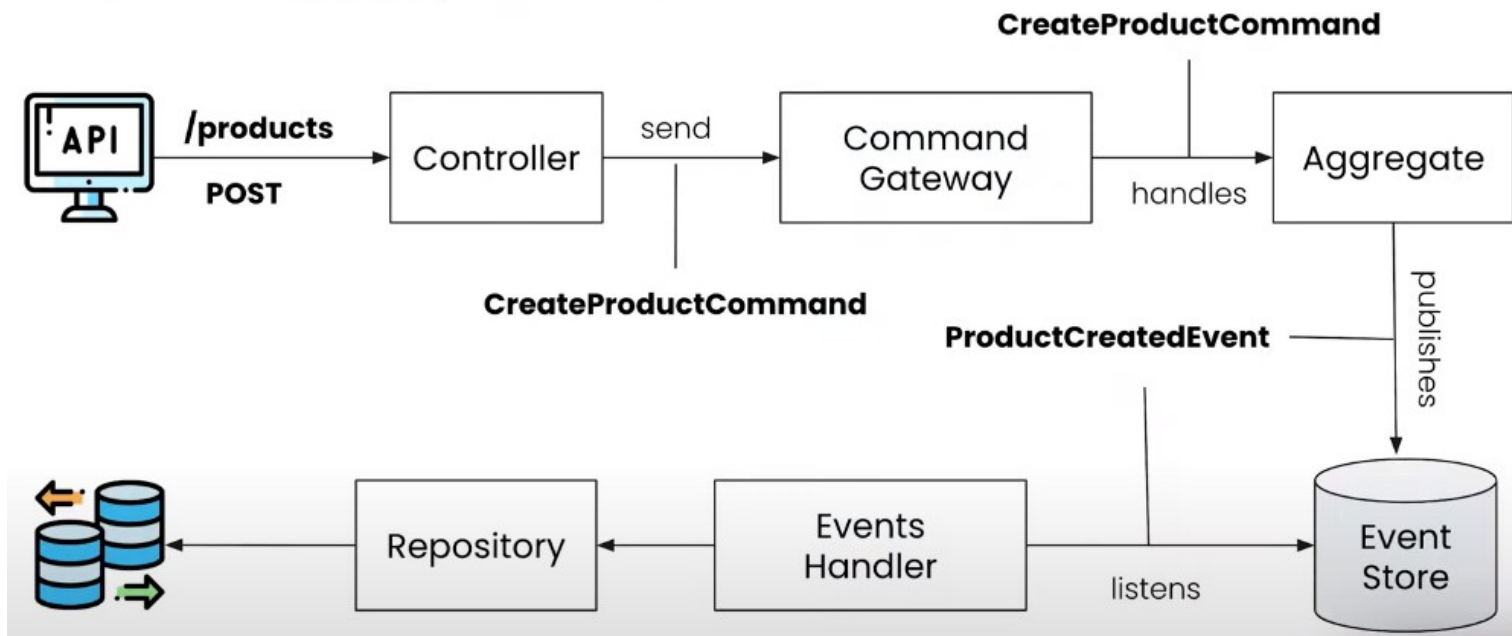 CreateProductCommand
API
/products
POST
Controller
send
Command
Gateway
handles
Aggregate
CreateProductCommand
publishes
ProductCreatedEvent
Repository
Events
Handler
listens
Event
Store